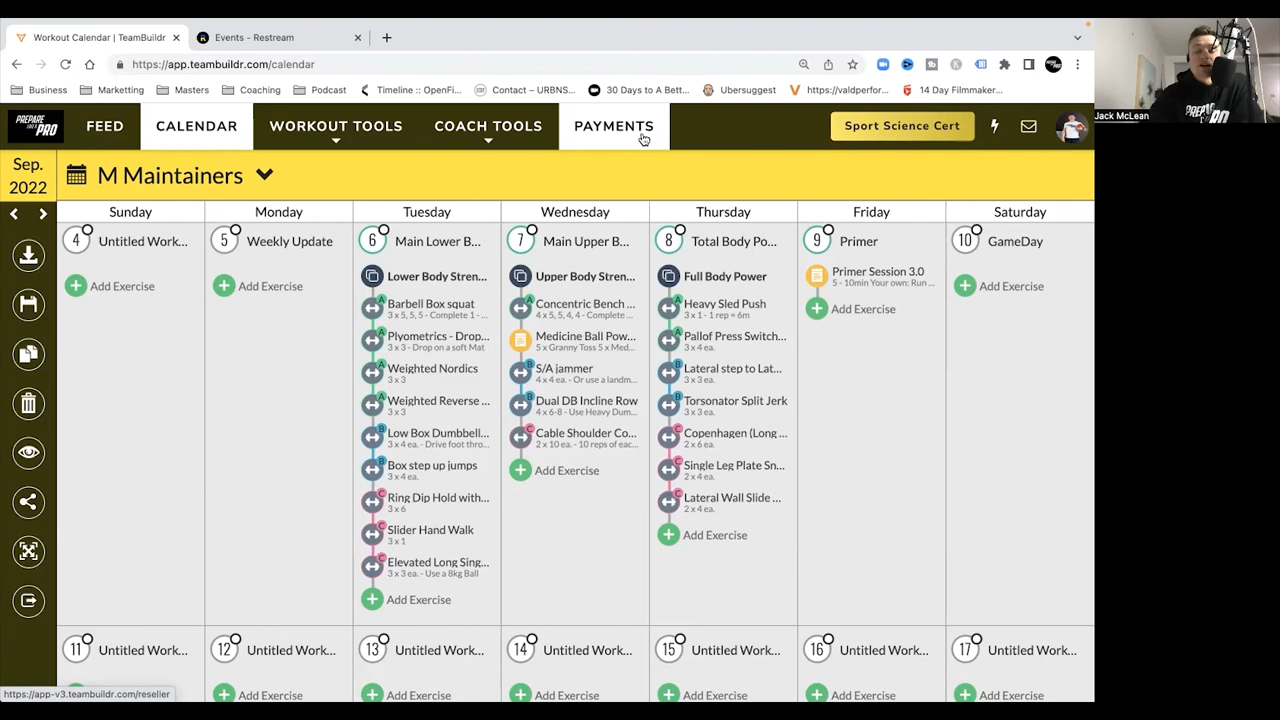 Workout Calendar | TeamBuildr
Events - Restream
https://app.teambuildr.com/calendar
Business
Marketting
Masters
Coaching
Podcast
Timeline :: OpenFi...
Contact – URBNS...
30 Days to A Bett...
Ubersuggest
https://valdperfor...
14 Day Filmmaker...
PREPARE LIKE A PRO
FEED
CALENDAR
WORKOUT TOOLS
COACH TOOLS
PAYMENTS
Sport Science Cert
Jack McLean
Sep.
2022
M Maintainers
Sunday Monday Tuesday Wednesday Thursday Friday Saturday
4 Untitled Work...
Add Exercise
5 Weekly Update
Add Exercise
6 Main Lower B...
Lower Body Stren...
A Barbell Box squat
3 x 5, 5, 5 - Complete 1 - ...
A Plyometrics - Drop...
3 x 3 - Drop on a soft Mat
A Weighted Nordics
3 x 3
A Weighted Reverse ...
3 x 3
B Low Box Dumbbell...
3 x 4 ea. - Drive foot thro...
B Box step up jumps
3 x 4 ea.
C Ring Dip Hold with...
3 x 6
C Slider Hand Walk
3 x 1
C Elevated Long Sing...
3 x 3 ea. - Use a 8kg Ball
Add Exercise
7 Main Upper B...
Upper Body Stren...
A Concentric Bench ...
4 x 5, 5, 4, 4 - Complete ...
Medicine Ball Pow...
5 x Granny Toss 5 x Med...
B S/A jammer
4 x 4 ea. - Or use a landm...
B Dual DB Incline Row
4 x 6-8 - Use Heavy Dum...
C Cable Shoulder Co...
2 x 10 ea. - 10 reps of eac...
Add Exercise
8 Total Body Po...
Full Body Power
A Heavy Sled Push
3 x 1 - 1 rep = 6m
A Pallof Press Switch...
3 x 4 ea.
B Lateral step to Lat...
3 x 3 ea.
B Torsonator Split Jerk
3 x 3 ea.
C Copenhagen (Long ...
2 x 6 ea.
C Single Leg Plate Sn...
2 x 4 ea.
C Lateral Wall Slide ...
2 x 4 ea.
Add Exercise
9 Primer
Primer Session 3.0
5 - 10min Your own: Run ...
Add Exercise
10 GameDay
Add Exercise
11 Untitled Work...
Add Exercise
12 Untitled Work...
Add Exercise
13 Untitled Work...
Add Exercise
14 Untitled Work...
Add Exercise
15 Untitled Work...
Add Exercise
16 Untitled Work...
Add Exercise
17 Untitled Work...
Add Exercise
https://app-v3.teambuildr.com/reseller